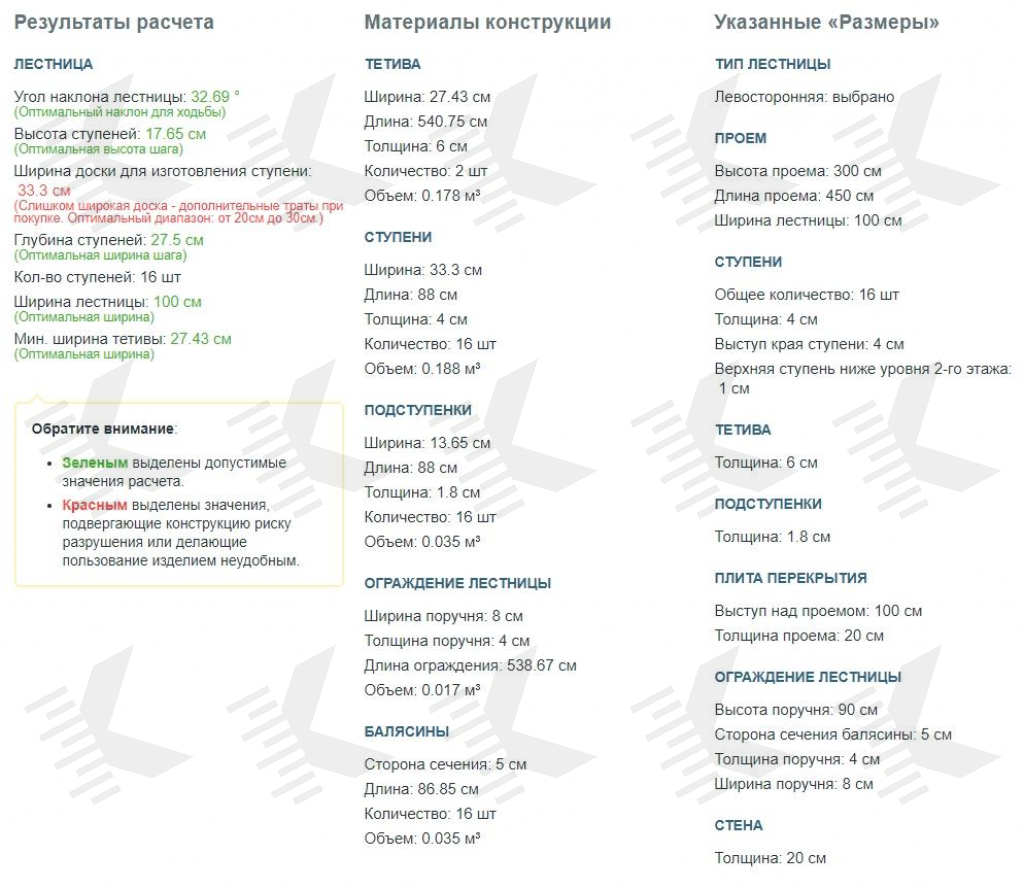 Результаты расчета
ЛЕСТНИЦА
Угол наклона лестницы: 32.69 °
(Оптимальный наклон для ходьбы)
Высота ступеней: 17.65 см
(Оптимальная высота шага)
Ширина доски для изготовления ступени:
33.3 см
(Слишком широкая доска - дополнительные траты при
покупке. Оптимальный диапазон: от 20см до 30см.)
Глубина ступеней: 27.5 см
(Оптимальная ширина шага)
Кол-во ступеней: 16 шт
Ширина лестницы: 100 см
(Оптимальная ширина)
Мин. ширина тетивы: 27.43 см
(Оптимальная ширина)
Обратите внимание:
• Зеленым выделены допустимые
значения расчета.
• Красным выделены значения,
подвергающие конструкцию риску
разрушения или делающие
пользование изделием неудобным.
Материалы конструкции
ТЕТИВА
Ширина: 27.43 см
Длина: 540.75 см
Толщина: 6 см
Количество: 2 шт
Объем: 0.178 м³
СТУПЕНИ
Ширина: 33.3 см
Длина: 88 см
Толщина: 4 см
Количество: 16 шт
Объем: 0.188 м³
ПОДСТУПЕНКИ
Ширина: 13.65 см
Длина: 88 см
Толщина: 1.8 см
Количество: 16 шт
Объем: 0.035 м³
ОГРАЖДЕНИЕ ЛЕСТНИЦЫ
Ширина поручня: 8 см
Толщина поручня: 4 см
Длина ограждения: 538.67 см
Объем: 0.017 м³
БАЛЯСИНЫ
Сторона сечения: 5 см
Длина: 86.85 см
Количество: 16 шт
Объем: 0.035 м³
Указанные «Размеры»
ТИП ЛЕСТНИЦЫ
Левосторонняя: выбрано
ПРОЕМ
Высота проема: 300 см
Длина проема: 450 см
Ширина лестницы: 100 см
СТУПЕНИ
Общее количество: 16 шт
Толщина: 4 см
Выступ края ступени: 4 см
Верхняя ступень ниже уровня 2-го этажа:
1 см
ТЕТИВА
Толщина: 6 см
ПОДСТУПЕНКИ
Толщина: 1.8 см
ПЛИТА ПЕРЕКРЫТИЯ
Выступ над проемом: 100 см
Толщина проема: 20 см
ОГРАЖДЕНИЕ ЛЕСТНИЦЫ
Высота поручня: 90 см
Сторона сечения балясины: 5 см
Толщина поручня: 4 см
Ширина поручня: 8 см
СТЕНА
Толщина: 20 см